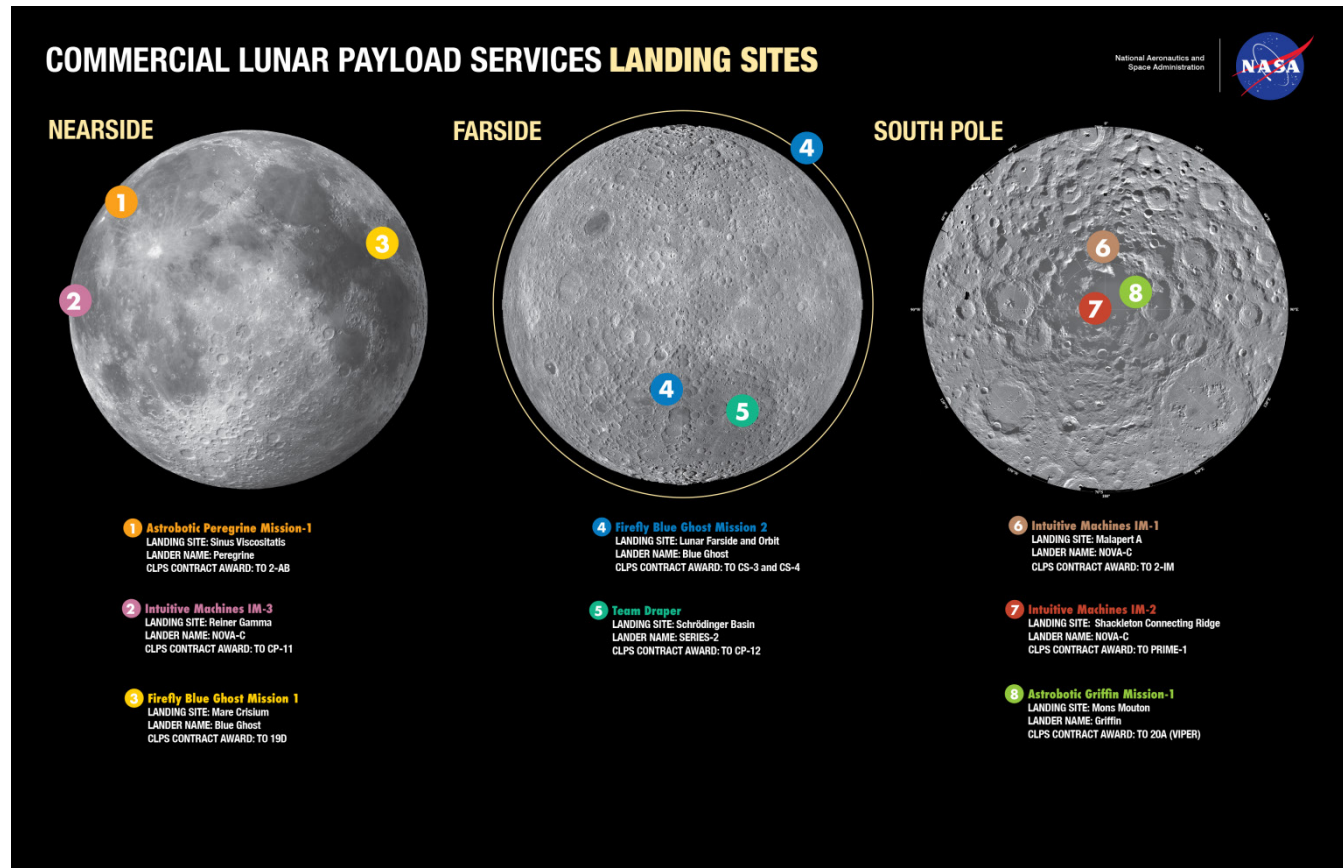 COMMERCIAL LUNAR PAYLOAD SERVICES LANDING SITES
National Aeronautics and
Space Administration
NASA
NEARSIDE
1
2
3
FARSIDE
4
4
5
SOUTH POLE
6
7
8
1 Astrobotic Peregrine Mission-1
LANDING SITE: Sinus Viscositatis
LANDER NAME: Peregrine
CLPS CONTRACT AWARD: TO 2-AB
2 Intuitive Machines IM-3
LANDING SITE: Reiner Gamma
LANDER NAME: NOVA-C
CLPS CONTRACT AWARD: TO CP-11
3 Firefly Blue Ghost Mission 1
LANDING SITE: Mare Crisium
LANDER NAME: Blue Ghost
CLPS CONTRACT AWARD: TO 19D
4 Firefly Blue Ghost Mission 2
LANDING SITE: Lunar Farside and Orbit
LANDER NAME: Blue Ghost
CLPS CONTRACT AWARD: TO CS-3 and CS-4
5 Team Draper
LANDING SITE: Schrödinger Basin
LANDER NAME: SERIES-2
CLPS CONTRACT AWARD: TO CP-12
6 Intuitive Machines IM-1
LANDING SITE: Malapert A
LANDER NAME: NOVA-C
CLPS CONTRACT AWARD: TO 2-IM
7 Intuitive Machines IM-2
LANDING SITE: Shackleton Connecting Ridge
LANDER NAME: NOVA-C
CLPS CONTRACT AWARD: TO PRIME-1
8 Astrobotic Griffin Mission-1
LANDING SITE: Mons Mouton
LANDER NAME: Griffin
CLPS CONTRACT AWARD: TO 20A (VIPER)